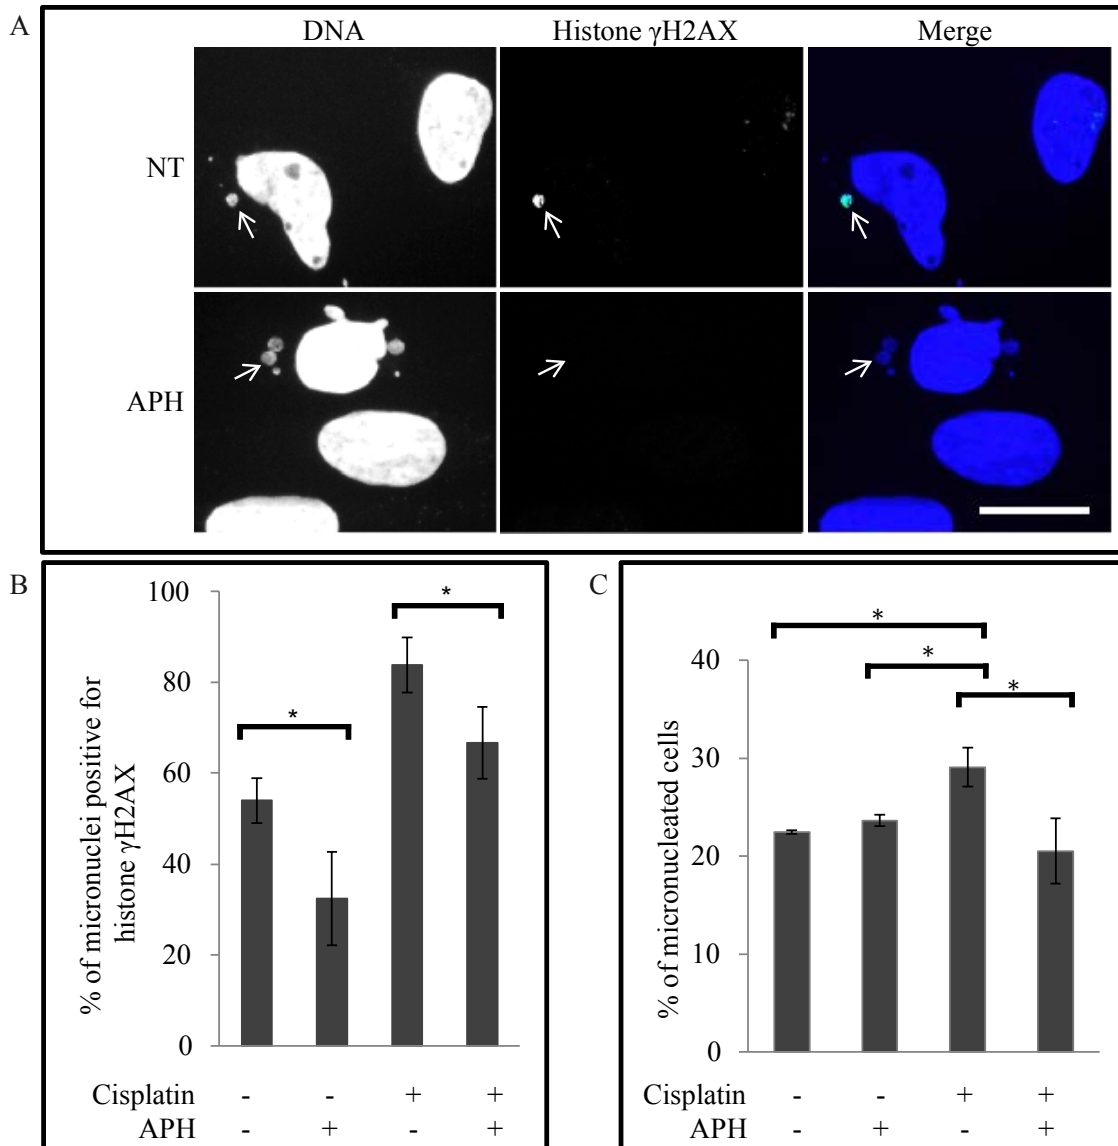 A
DNA Histone γH2AX Merge
NT
APH
B
% of micronuclei positive for
histone γH2AX
100
80
60
40
20
0
*
*
Cisplatin - - + +
APH - + - +
C
% of micronucleated cells
40
30
20
10
0
*
*
*
Cisplatin - - + +
APH - + - +